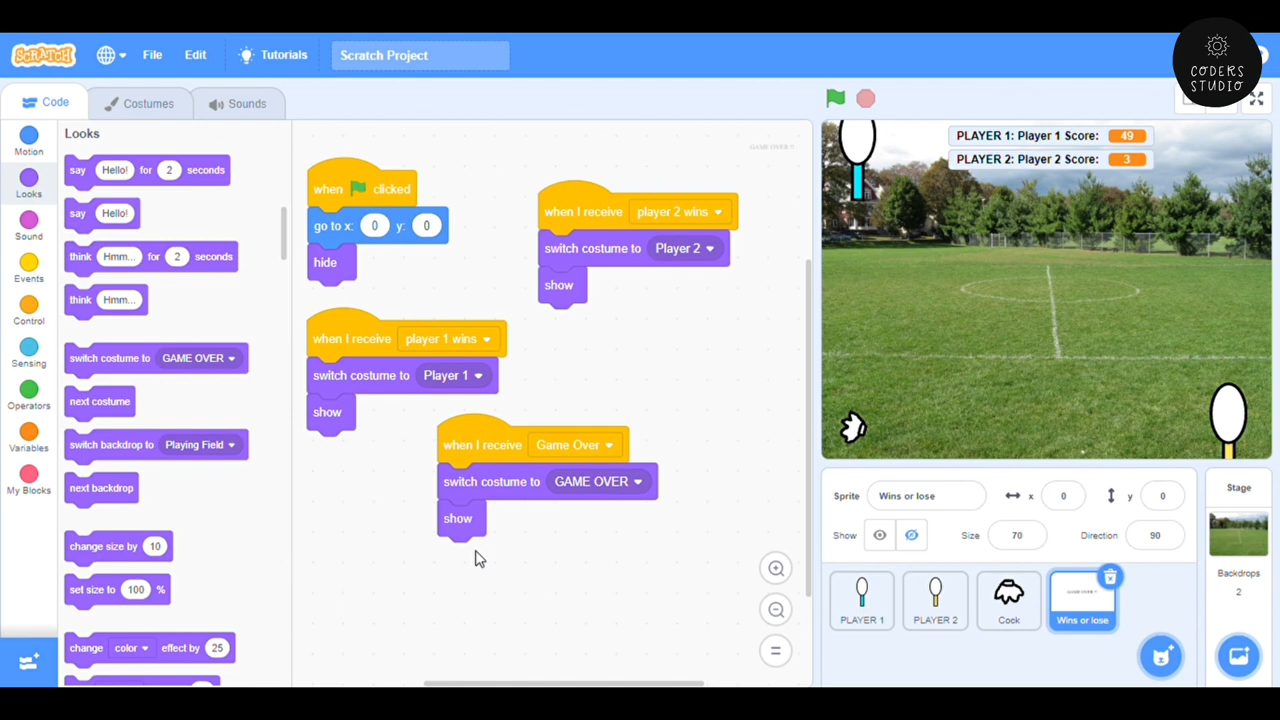 CODERS
STUDIO
SCRATCH File Edit Tutorials Scratch Project
Code Costumes Sounds
Motion
Looks
Sound
Events
Control
Sensing
Operators
Variables
My Blocks
Looks
say Hello! for 2 seconds
say Hello!
think Hmm... for 2 seconds
think Hmm...
switch costume to GAME OVER
next costume
switch backdrop to Playing Field
next backdrop
change size by 10
set size to 100 %
change color effect by 25
when clicked
go to x: 0 y: 0
hide
when I receive player 2 wins
switch costume to Player 2
show
when I receive player 1 wins
switch costume to Player 1
show
when I receive Game Over
switch costume to GAME OVER
show
PLAYER 1: Player 1 Score: 49
PLAYER 2: Player 2 Score: 3
Sprite Wins or lose x 0 y 0
Show Size 70 Direction 90
PLAYER 1 PLAYER 2 Cock Wins or lose
Stage
Backdrops
2